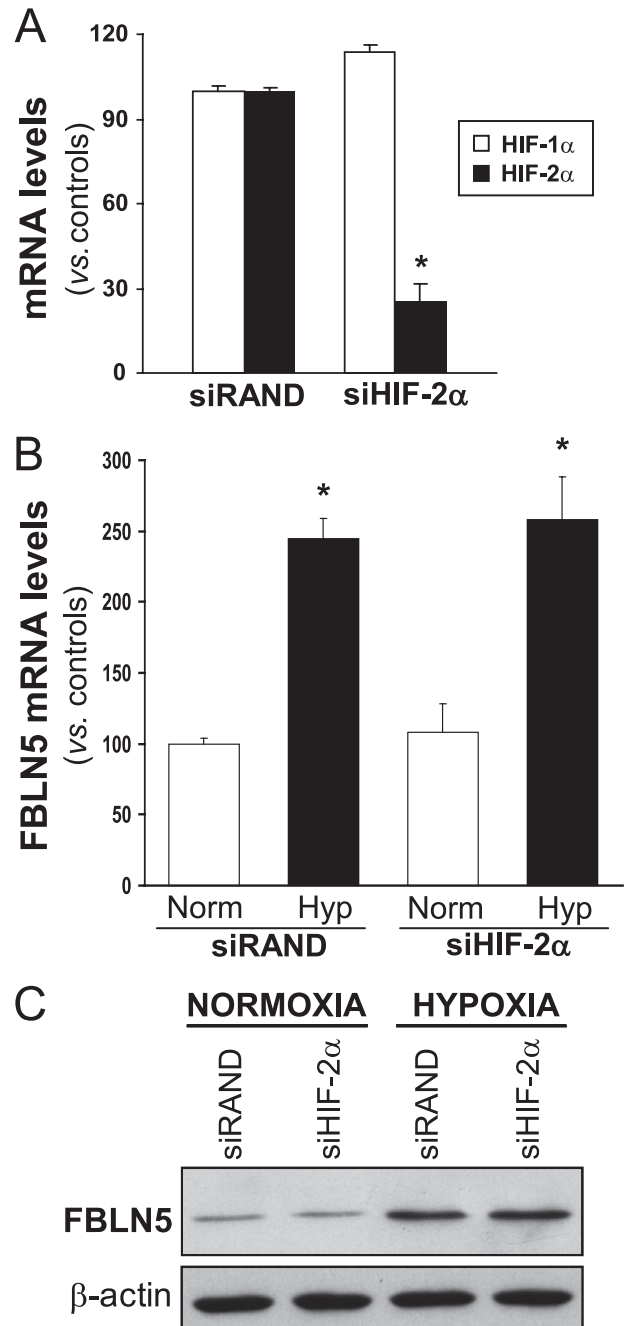 A
mRNA levels
(vs. controls)
120
90
60
30
0
HIF-1α
HIF-2α
*
siRAND siHIF-2α
B
FBLN5 mRNA levels
(vs. controls)
300
250
200
150
100
50
0
* *
Norm Hyp Norm Hyp
siRAND siHIF-2α
C
NORMOXIA HYPOXIA
siRAND siHIF-2α siRAND siHIF-2α
FBLN5
β-actin